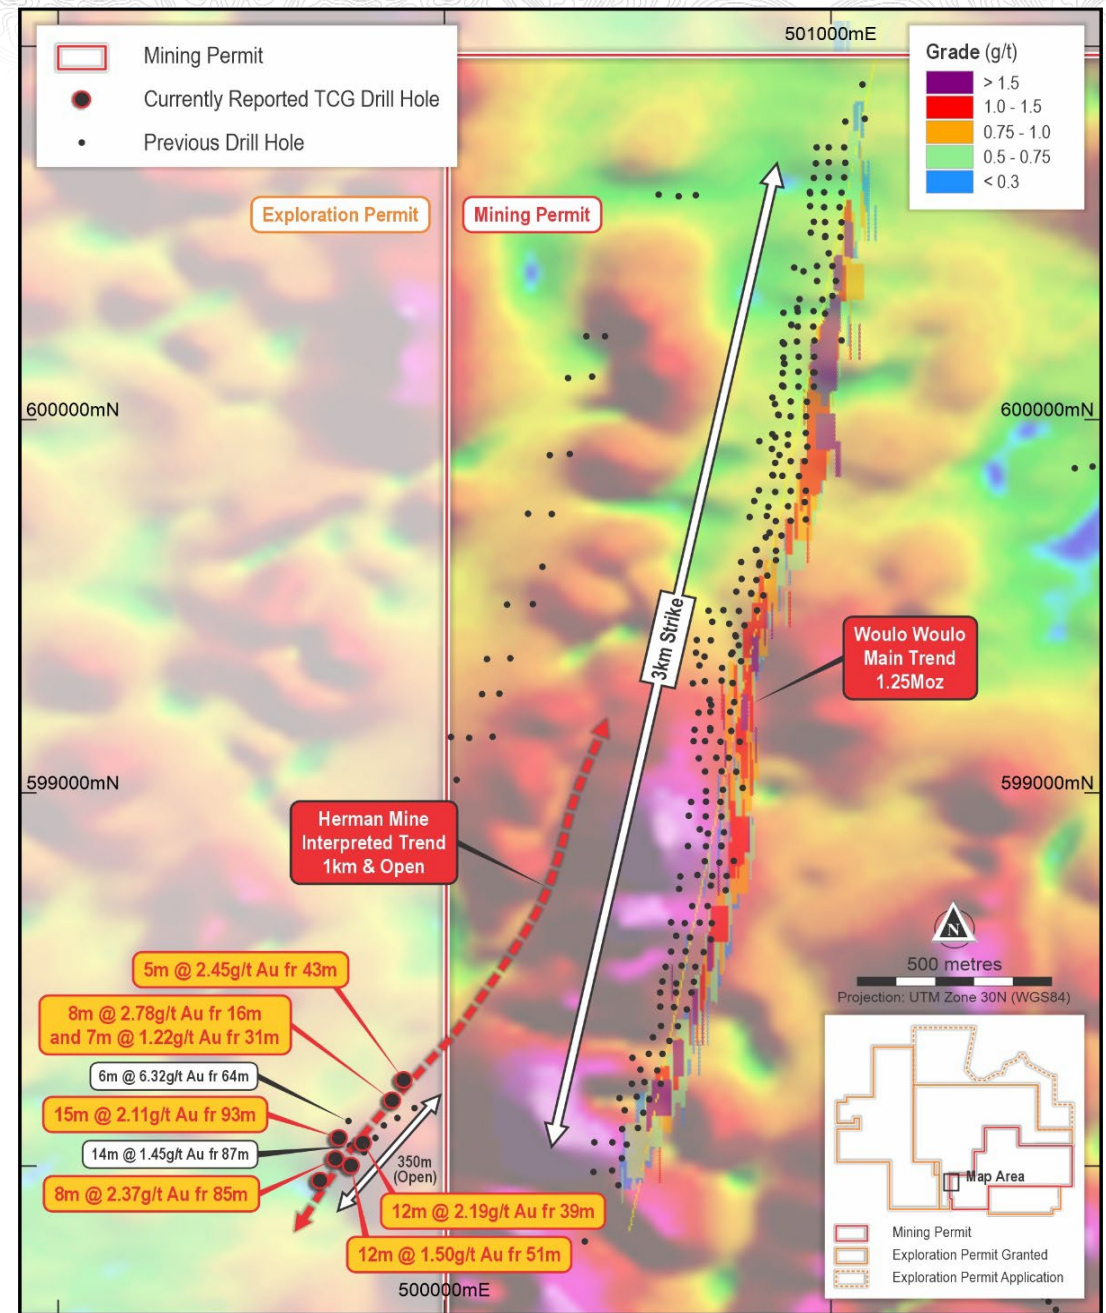 Mining Permit
Currently Reported TCG Drill Hole
Previous Drill Hole
501000mE
Grade (g/t)
> 1.5
1.0 - 1.5
0.75 - 1.0
0.5 - 0.75
< 0.3
Exploration Permit
Mining Permit
600000mN
600000mN
3km Strike
Woulo Woulo
Main Trend
1.25Moz
599000mN
599000mN
Herman Mine
Interpreted Trend
1km & Open
N
500 metres
Projection: UTM Zone 30N (WGS84)
5m @ 2.45g/t Au fr 43m
8m @ 2.78g/t Au fr 16m
and 7m @ 1.22g/t Au fr 31m
6m @ 6.32g/t Au fr 64m
15m @ 2.11g/t Au fr 93m
14m @ 1.45g/t Au fr 87m
8m @ 2.37g/t Au fr 85m
350m
(Open)
12m @ 2.19g/t Au fr 39m
12m @ 1.50g/t Au fr 51m
500000mE
Map Area
Mining Permit
Exploration Permit Granted
Exploration Permit Application